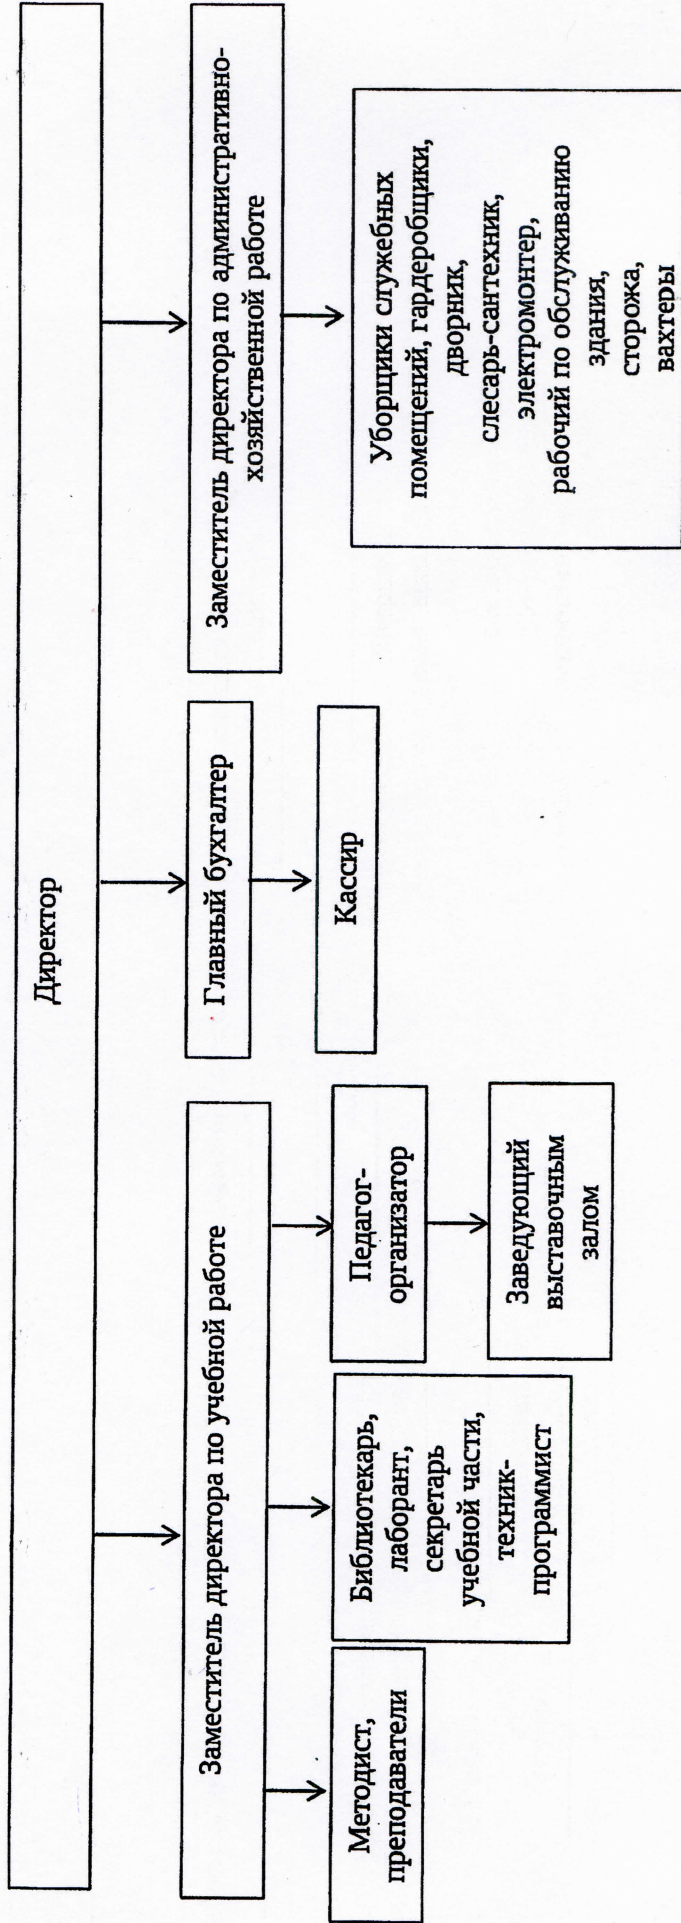 Директор
Заместитель директора по учебной работе
Методист,
преподаватели
Библиотекарь,
лаборант,
секретарь
учебной части,
техник-
программист
Педагог-
организатор
Заведующий
выставочным
залом
Главный бухгалтер
Кассир
Заместитель директора по административно-
хозяйственной работе
Уборщики служебных
помещений, гардеробщики,
дворник,
слесарь-сантехник,
электромонтер,
рабочий по обслуживанию
здания,
сторожа,
вахтеры